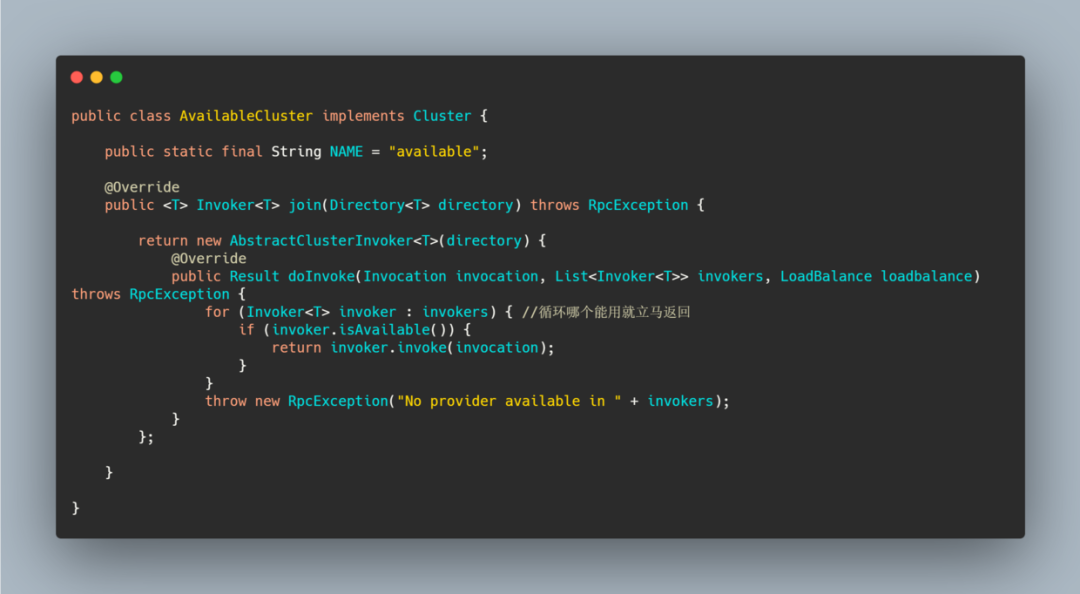 public class AvailableCluster implements Cluster {
public static final String NAME = "available";
@Override
public <T> Invoker<T> join(Directory<T> directory) throws RpcException {
return new AbstractClusterInvoker<T>(directory) {
@Override
public Result doInvoke(Invocation invocation, List<Invoker<T>> invokers, LoadBalance loadbalance)
throws RpcException {
for (Invoker<T> invoker : invokers) { //循环哪个能用就立马返回
if (invoker.isAvailable()) {
return invoker.invoke(invocation);
}
}
throw new RpcException("No provider available in " + invokers);
}
};
}
}